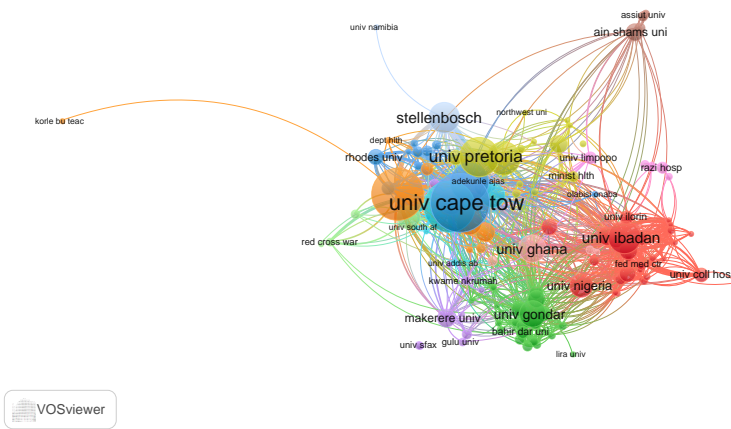 assiut univ
univ namibia
ain shams uni
northwest uni
stellenbosch
korle bu teac
dept hlth
rhodes univ
univ pretoria
univ limpopo
razi hosp
minist hlth
adekunle ajas
olabisi onaba
univ cape tow
univ ilorin
univ south af
univ ibadan
red cross war
univ ghana
univ addis ab
fed med ctr
univ coll hos
kwame nkrumah
univ nigeria
makerere univ
univ gondar
bahir dar uni
univ sfax
gulu univ
lira univ
VOSviewer